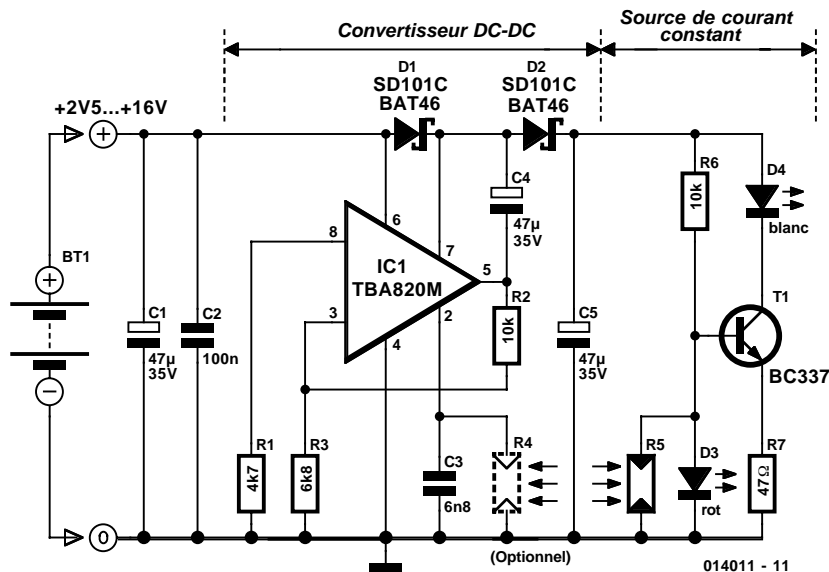 Convertisseur DC-DC
Source de courant
constant
D1
SD101C
BAT46
D2
SD101C
BAT46
+2V5...+16V
+
R6
10k
D4
blanc
C4
47µ
35V
6
7
8
IC1
TBA820M
5
3
2
4
R2
10k
BT1
+
−
C1
47µ
35V
C2
100n
C5
47µ
35V
T1
BC337
R1
4k7
R3
6k8
C3
6n8
R4
R5
D3
rot
R7
47Ω
0
(Optionnel)
014011 - 11